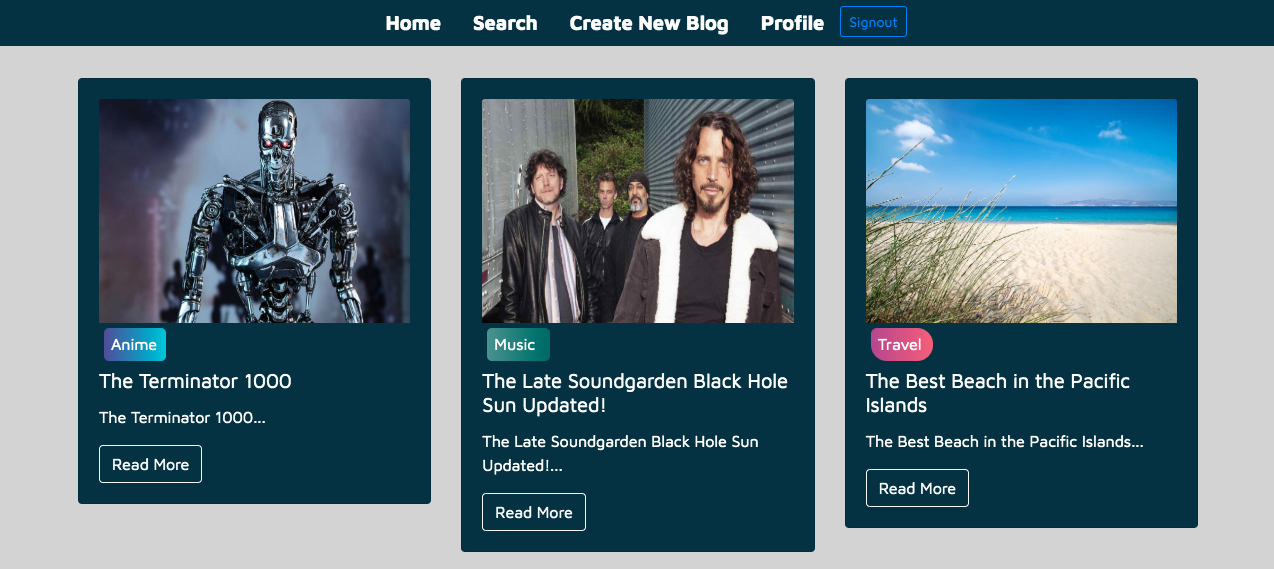 Home Search Create New Blog Profile Signout
Anime
The Terminator 1000
The Terminator 1000...
Read More
Music
The Late Soundgarden Black Hole
Sun Updated!
The Late Soundgarden Black Hole Sun
Updated!...
Read More
Travel
The Best Beach in the Pacific
Islands
The Best Beach in the Pacific Islands...
Read More